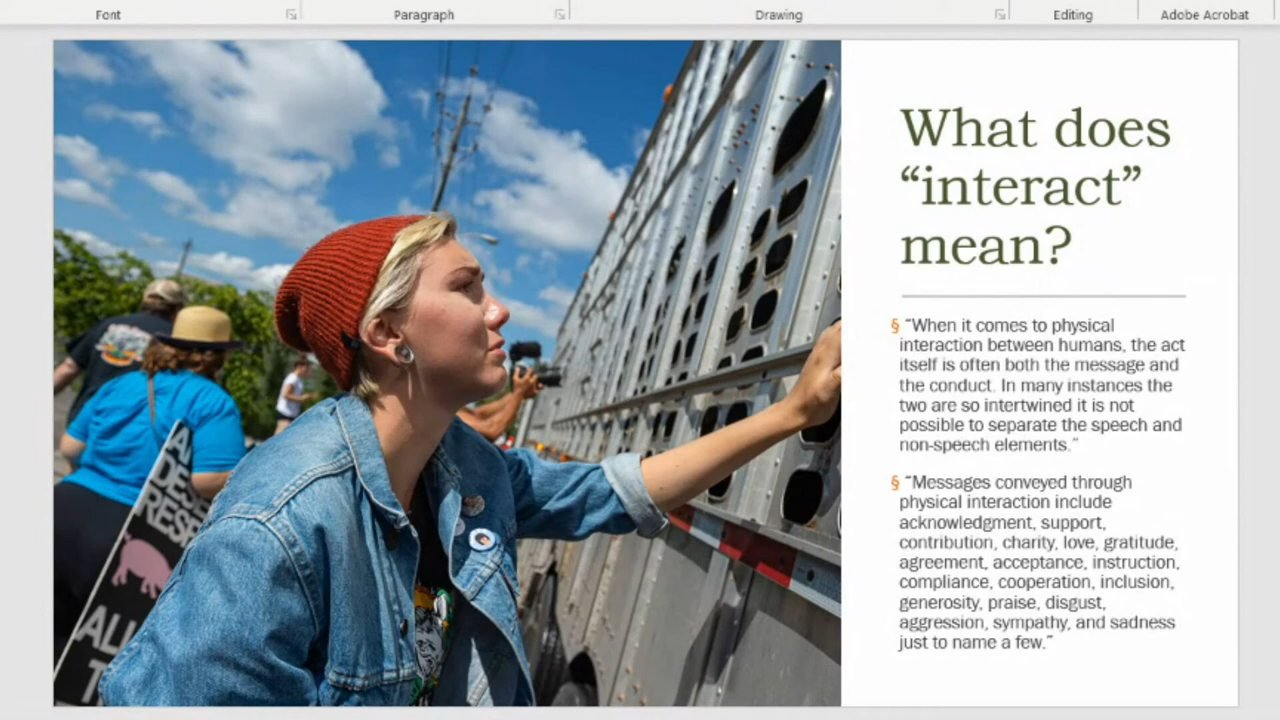 Font
Paragraph
Drawing
Editing
Adobe Acrobat
What does
“interact”
mean?
§ “When it comes to physical
interaction between humans, the act
itself is often both the message and
the conduct. In many instances the
two are so intertwined it is not
possible to separate the speech and
non-speech elements.”
§ “Messages conveyed through
physical interaction include
acknowledgment, support,
contribution, charity, love, gratitude,
agreement, acceptance, instruction,
compliance, cooperation, inclusion,
generosity, praise, disgust,
aggression, sympathy, and sadness
just to name a few.”
ALL